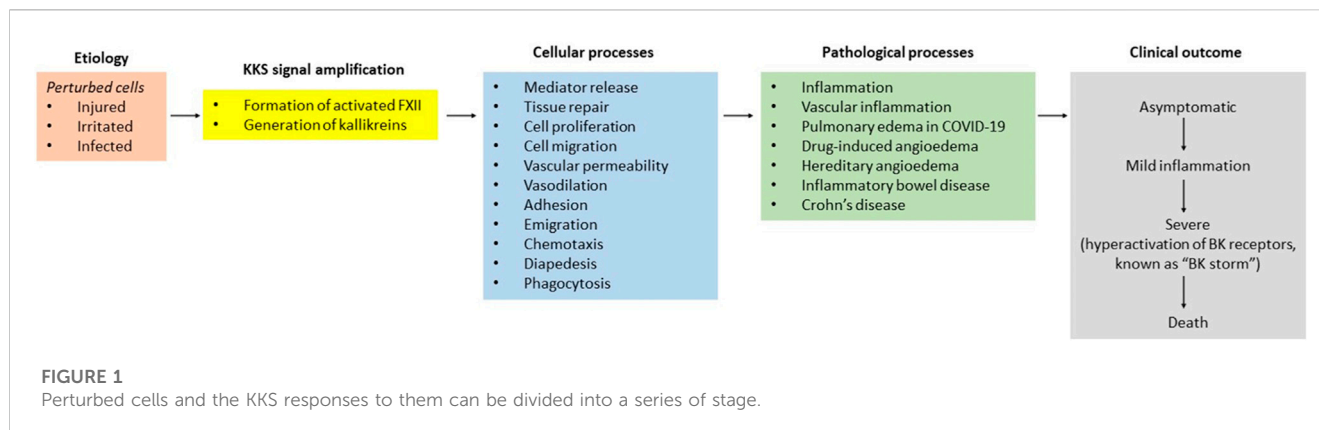 Etiology
Perturbed cells
• Injured
• Irritated
• Infected
KKS signal amplification
• Formation of activated FXII
• Generation of kallikreins
Cellular processes
• Mediator release
• Tissue repair
• Cell proliferation
• Cell migration
• Vascular permeability
• Vasodilation
• Adhesion
• Emigration
• Chemotaxis
• Diapedesis
• Phagocytosis
Pathological processes
• Inflammation
• Vascular inflammation
• Pulmonary edema in COVID-19
• Drug-induced angioedema
• Hereditary angioedema
• Inflammatory bowel disease
• Crohn's disease
Clinical outcome
Asymptomatic
Mild inflammation
Severe
(hyperactivation of BK receptors,
known as "BK storm")
Death
FIGURE 1
Perturbed cells and the KKS responses to them can be divided into a series of stage.